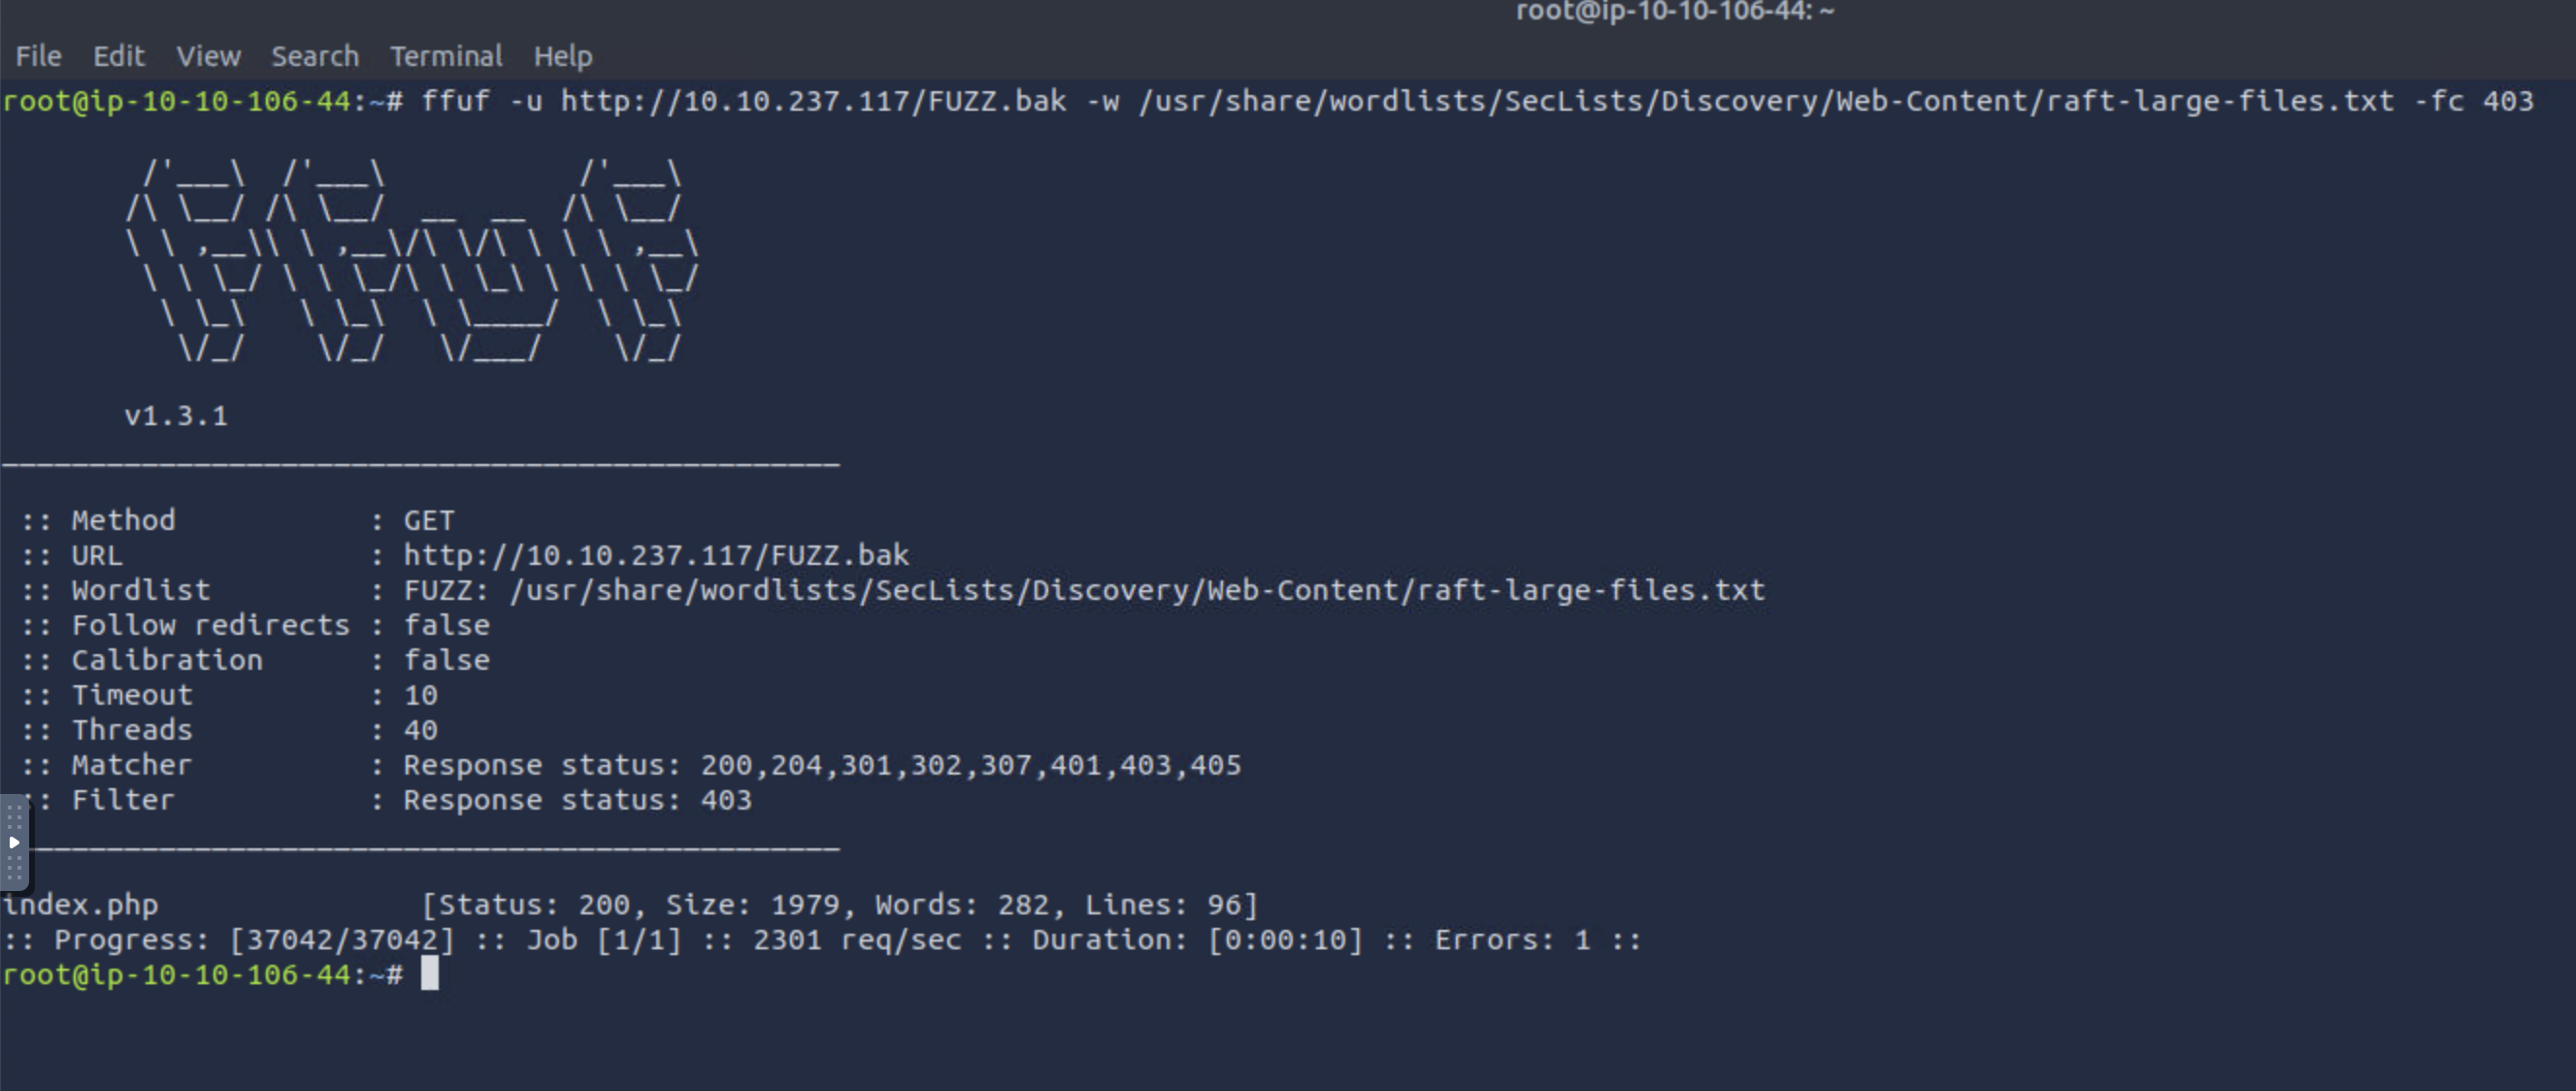 root@ip-10-10-106-44: ~
File Edit View Search Terminal Help
root@ip-10-10-106-44:~# ffuf -u http://10.10.237.117/FUZZ.bak -w /usr/share/wordlists/SecLists/Discovery/Web-Content/raft-large-files.txt -fc 403
        /'___\  /'___\           /'___\
       /\ \__/ /\ \__/  __  __  /\ \__/
       \ \ ,__\\ \ ,__\/\ \/\ \ \ \ ,__\
        \ \ \_/ \ \ \_/\ \ \_\ \ \ \ \_/
         \ \_\   \ \_\  \ \____/  \ \_\
          \/_/    \/_/   \/___/    \/_/
v1.3.1
________________________________________________
:: Method : GET
:: URL : http://10.10.237.117/FUZZ.bak
:: Wordlist : FUZZ: /usr/share/wordlists/SecLists/Discovery/Web-Content/raft-large-files.txt
:: Follow redirects : false
:: Calibration : false
:: Timeout : 10
:: Threads : 40
:: Matcher : Response status: 200,204,301,302,307,401,403,405
:: Filter : Response status: 403
________________________________________________
index.php [Status: 200, Size: 1979, Words: 282, Lines: 96]
:: Progress: [37042/37042] :: Job [1/1] :: 2301 req/sec :: Duration: [0:00:10] :: Errors: 1 ::
root@ip-10-10-106-44:~#